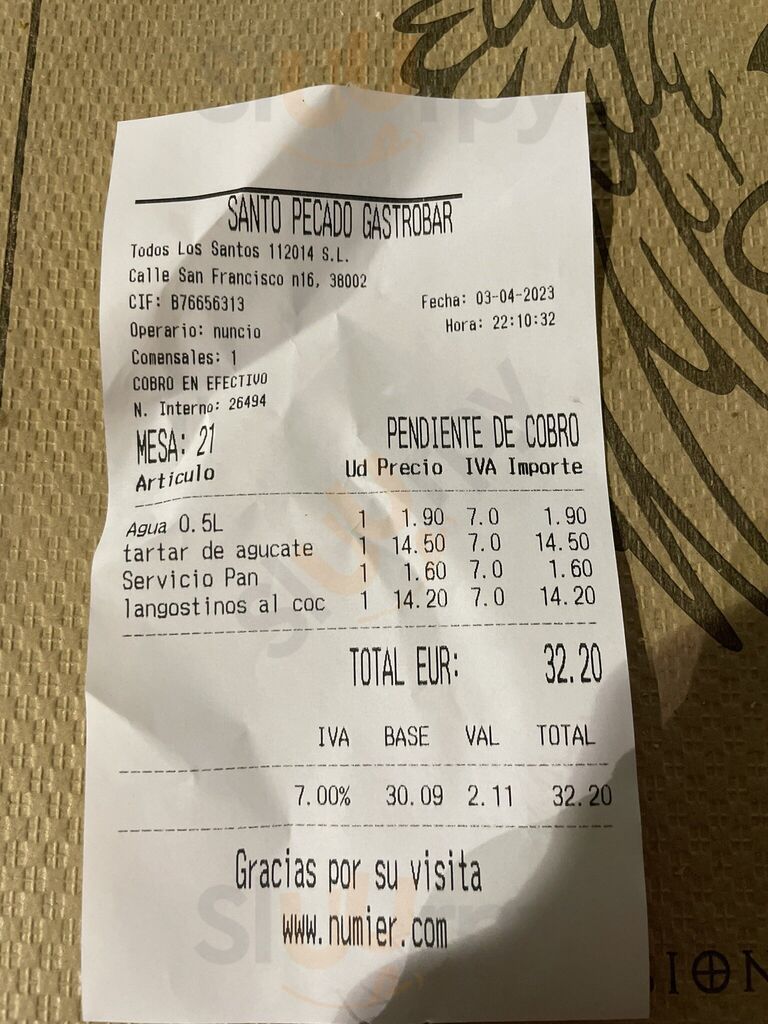 SANTO PECADO GASTROBAR
Todos Los Santos 112014 S.L.
Calle San Francisco n16, 38002
CIF: B76656313
Fecha: 03-04-2023
Operario: nuncio
Hora: 22:10:32
Comensales: 1
COBRO EN EFECTIVO
N. Interno: 26494
MESA: 21 PENDIENTE DE COBRO
Artículo Ud Precio IVA Importe
Agua 0.5L 1 1.90 7.0 1.90
tartar de agucate 1 14.50 7.0 14.50
Servicio Pan 1 1.60 7.0 1.60
langostinos al coc 1 14.20 7.0 14.20
TOTAL EUR: 32.20
IVA BASE VAL TOTAL
7.00% 30.09 2.11 32.20
Gracias por su visita
www.numier.com